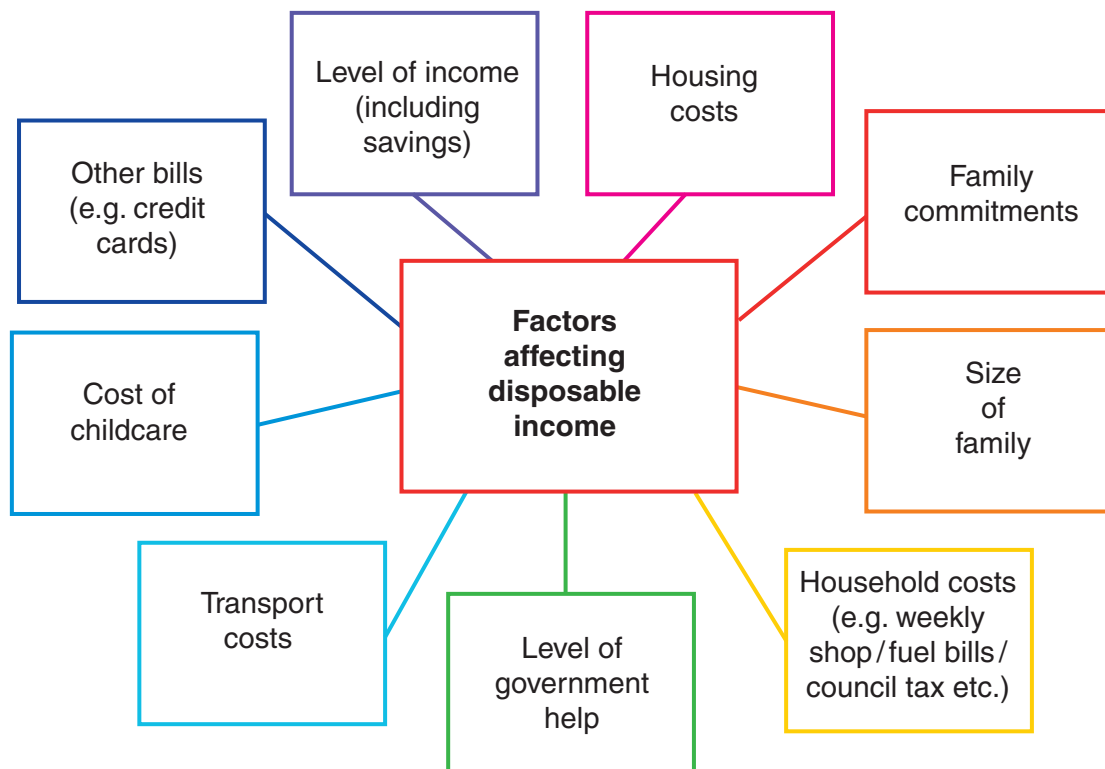 Level of income
(including
savings)
Housing
costs
Other bills
(e.g. credit
cards)
Family
commitments
Factors
affecting
disposable
income
Cost of
childcare
Size
of
family
Transport
costs
Level of
government
help
Household costs
(e.g. weekly
shop / fuel bills /
council tax etc.)